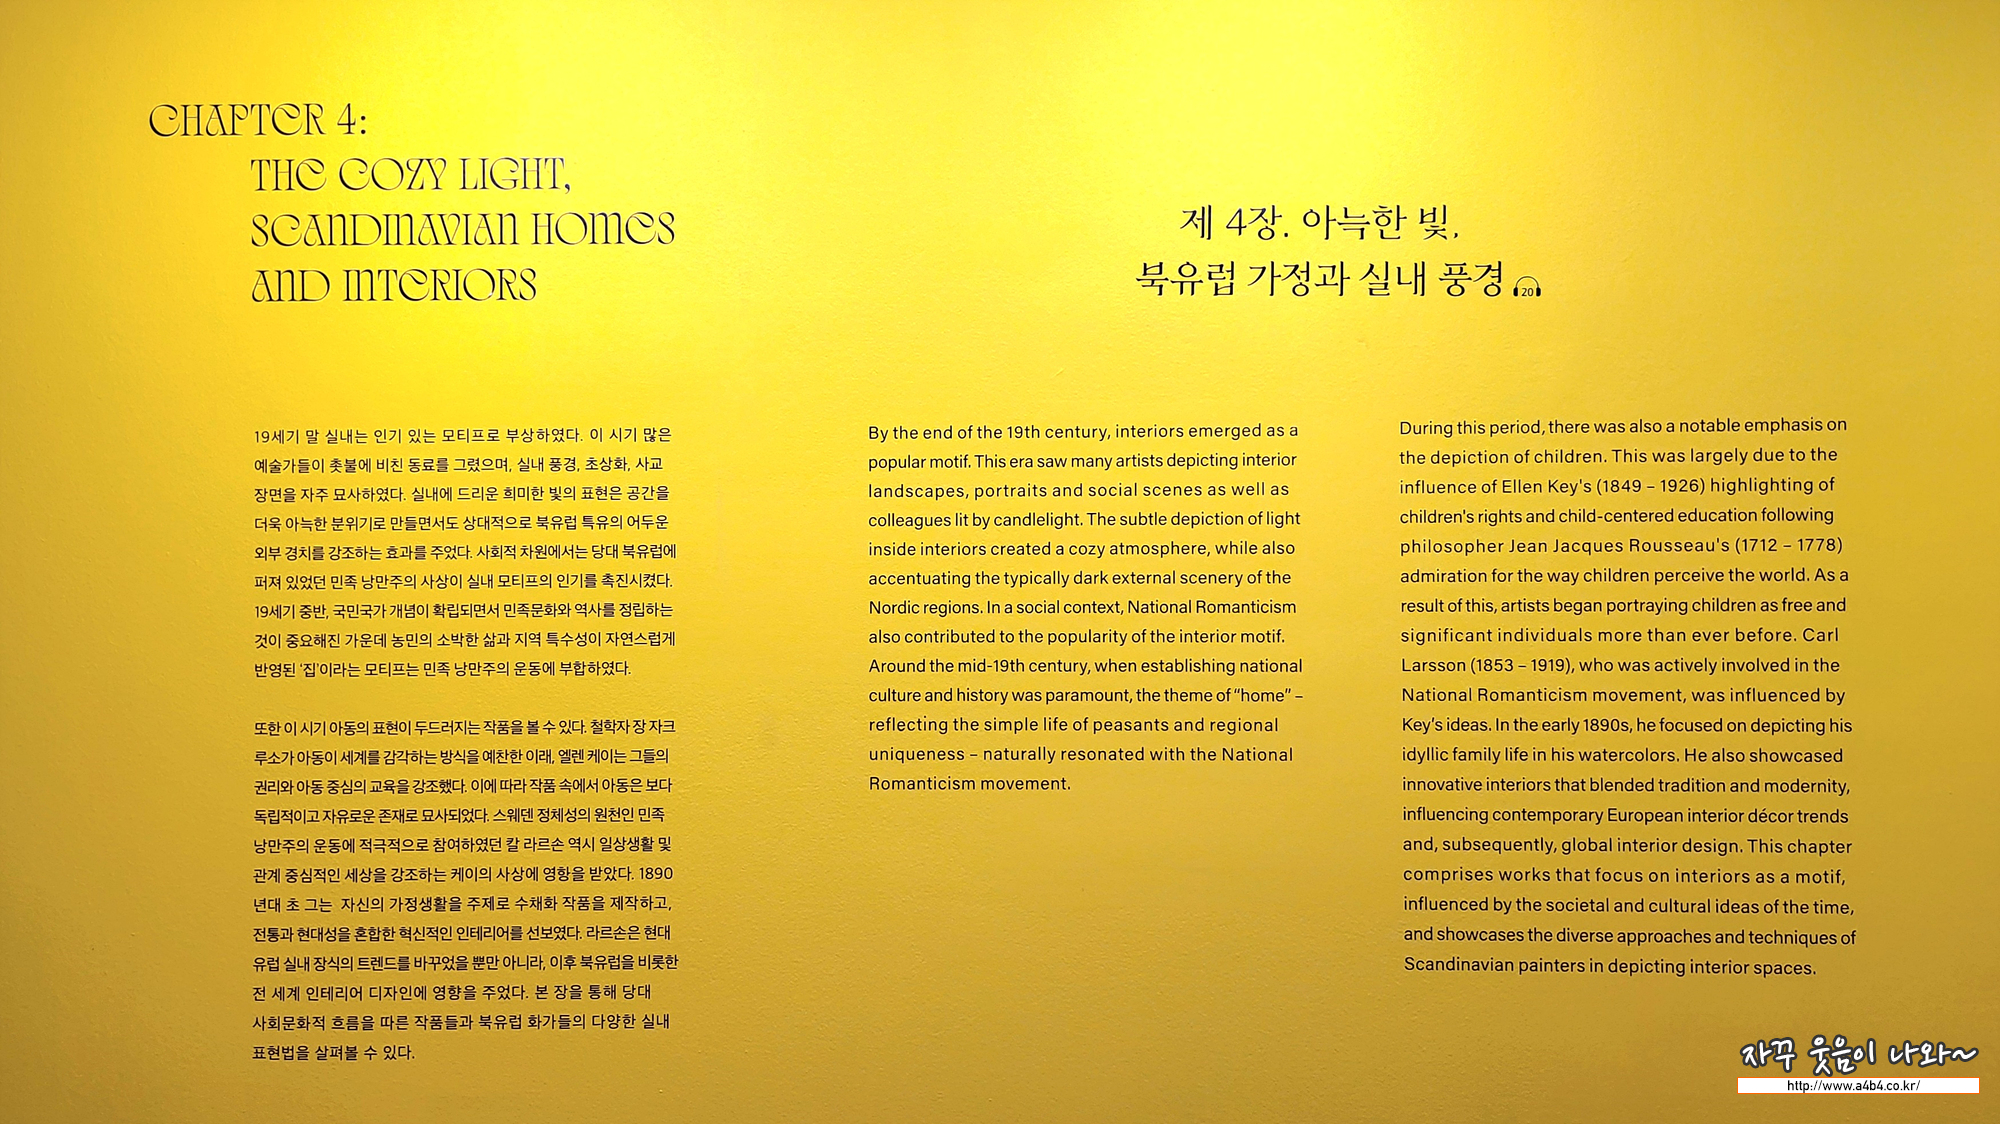 CHAPTER 4:
THE COZY LIGHT,
SCANDINAVIAN HOMES
AND INTERIORS
제 4장. 아늑한 빛,
북유럽 가정과 실내 풍경
20
19세기 말 실내는 인기 있는 모티프로 부상하였다. 이 시기 많은
예술가들이 촛불에 비친 동료를 그렸으며, 실내 풍경, 초상화, 사교
장면을 자주 묘사하였다. 실내에 드리운 희미한 빛의 표현은 공간을
더욱 아늑한 분위기로 만들면서도 상대적으로 북유럽 특유의 어두운
외부 경치를 강조하는 효과를 주었다. 사회적 차원에서는 당대 북유럽에
퍼져 있었던 민족 낭만주의 사상이 실내 모티프의 인기를 촉진시켰다.
19세기 중반, 국민국가 개념이 확립되면서 민족문화와 역사를 정립하는
것이 중요해진 가운데 농민의 소박한 삶과 지역 특수성이 자연스럽게
반영된 ‘집’이라는 모티프는 민족 낭만주의 운동에 부합하였다.
또한 이 시기 아동의 표현이 두드러지는 작품을 볼 수 있다. 철학자 장 자크
루소가 아동이 세계를 감각하는 방식을 예찬한 이래, 엘렌 케이는 그들의
권리와 아동 중심의 교육을 강조했다. 이에 따라 작품 속에서 아동은 보다
독립적이고 자유로운 존재로 묘사되었다. 스웨덴 정체성의 원천인 민족
낭만주의 운동에 적극적으로 참여하였던 칼 라르손 역시 일상생활 및
관계 중심적인 세상을 강조하는 케이의 사상에 영향을 받았다. 1890
년대 초 그는 자신의 가정생활을 주제로 수채화 작품을 제작하고,
전통과 현대성을 혼합한 혁신적인 인테리어를 선보였다. 라르손은 현대
유럽 실내 장식의 트렌드를 바꾸었을 뿐만 아니라, 이후 북유럽을 비롯한
전 세계 인테리어 디자인에 영향을 주었다. 본 장을 통해 당대
사회문화적 흐름을 따른 작품들과 북유럽 화가들의 다양한 실내
표현법을 살펴볼 수 있다.
By the end of the 19th century, interiors emerged as a
popular motif. This era saw many artists depicting interior
landscapes, portraits and social scenes as well as
colleagues lit by candlelight. The subtle depiction of light
inside interiors created a cozy atmosphere, while also
accentuating the typically dark external scenery of the
Nordic regions. In a social context, National Romanticism
also contributed to the popularity of the interior motif.
Around the mid-19th century, when establishing national
culture and history was paramount, the theme of “home” –
reflecting the simple life of peasants and regional
uniqueness – naturally resonated with the National
Romanticism movement.
During this period, there was also a notable emphasis on
the depiction of children. This was largely due to the
influence of Ellen Key's (1849 – 1926) highlighting of
children's rights and child-centered education following
philosopher Jean Jacques Rousseau's (1712 – 1778)
admiration for the way children perceive the world. As a
result of this, artists began portraying children as free and
significant individuals more than ever before. Carl
Larsson (1853 – 1919), who was actively involved in the
National Romanticism movement, was influenced by
Key's ideas. In the early 1890s, he focused on depicting his
idyllic family life in his watercolors. He also showcased
innovative interiors that blended tradition and modernity,
influencing contemporary European interior décor trends
and, subsequently, global interior design. This chapter
comprises works that focus on interiors as a motif,
influenced by the societal and cultural ideas of the time,
and showcases the diverse approaches and techniques of
Scandinavian painters in depicting interior spaces.
자꾸 웃음이 나와~
http://www.a4b4.co.kr/